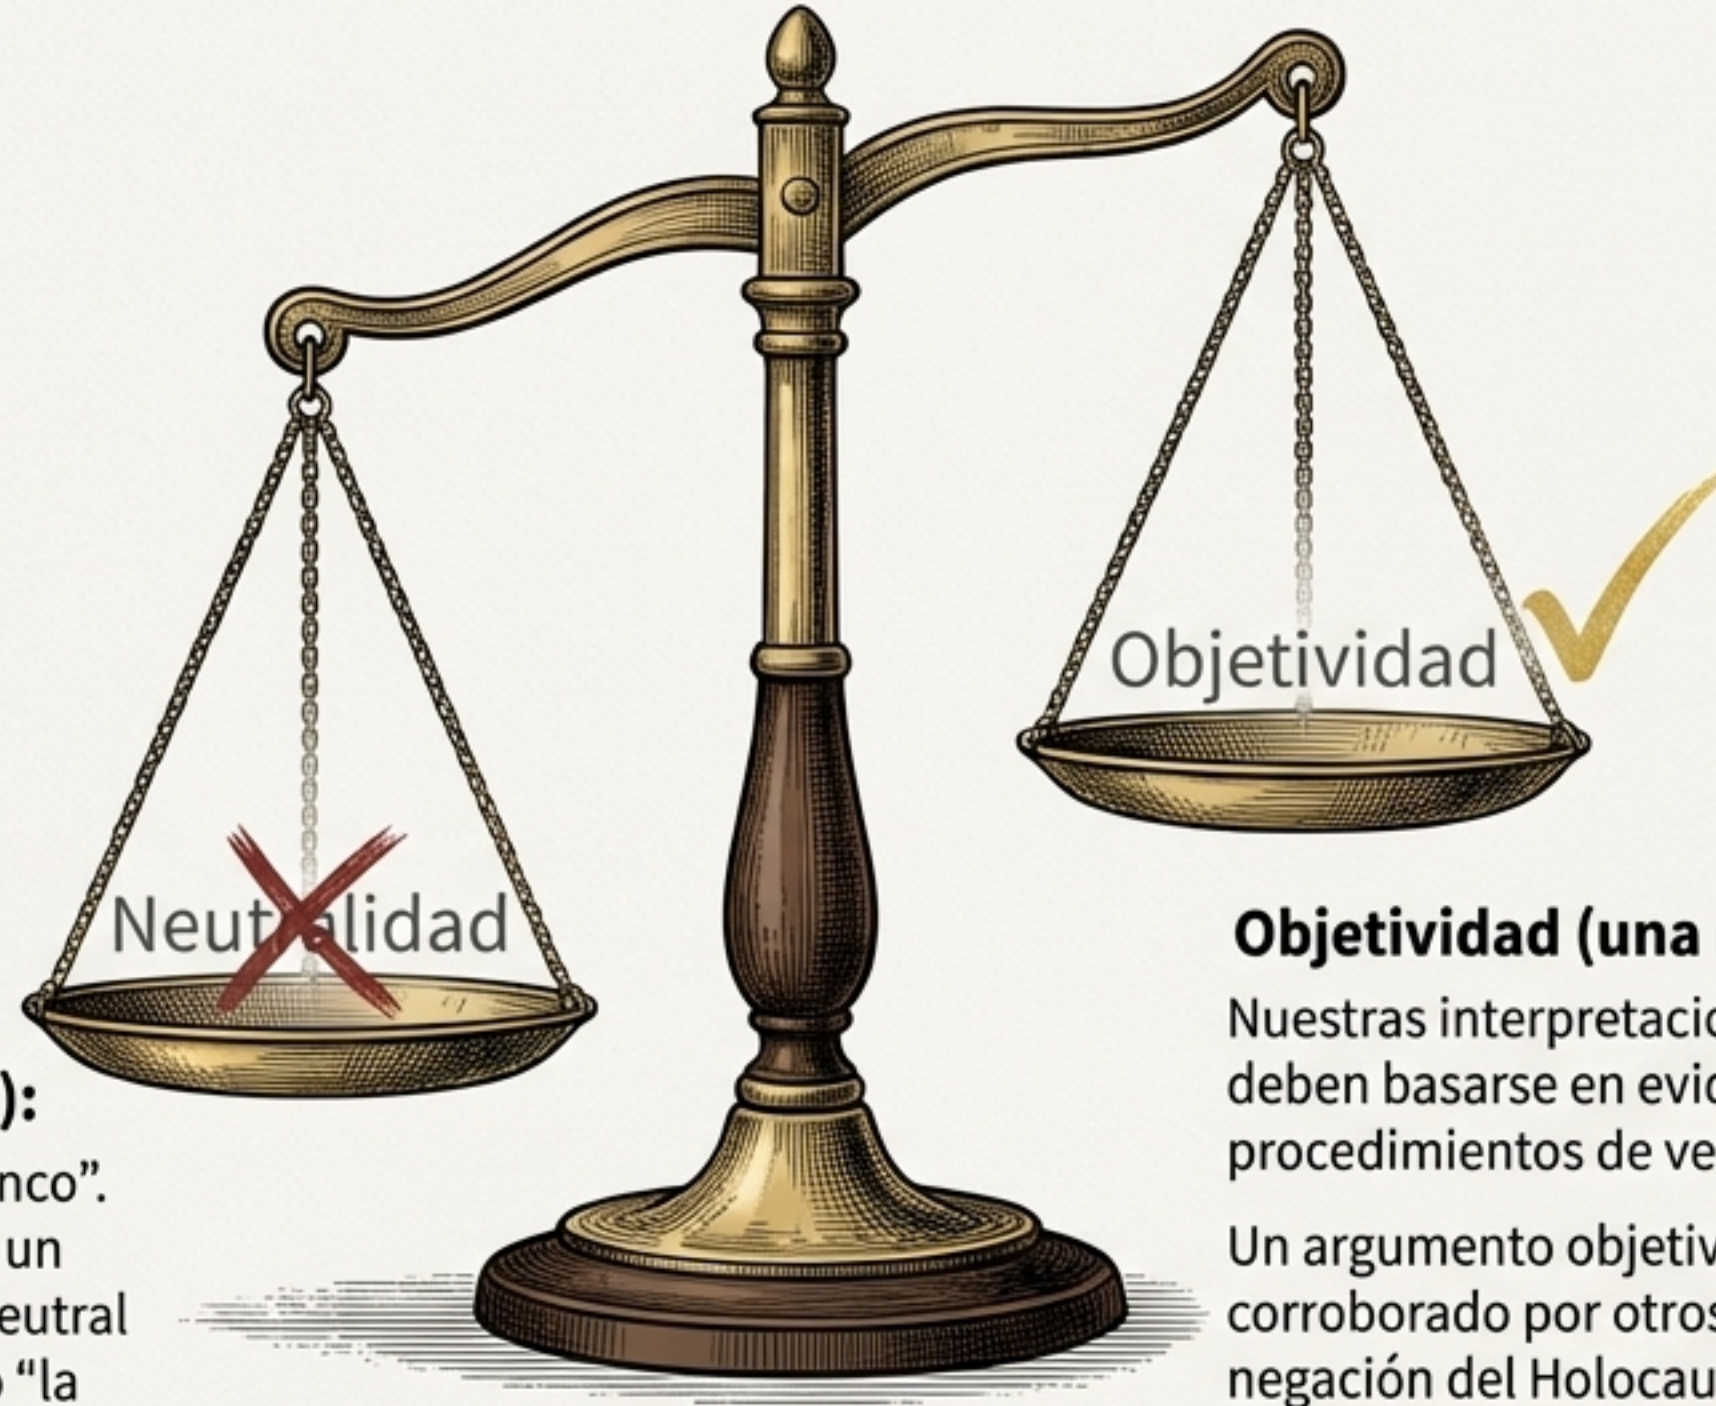 Objetividad
Neutralidad
):
nco”.
un
eutral
“la
Objetividad (una
Nuestras interpretacio
deben basarse en evid
procedimientos de ve
Un argumento objetiv
corroborado por otros
negación del Holocau